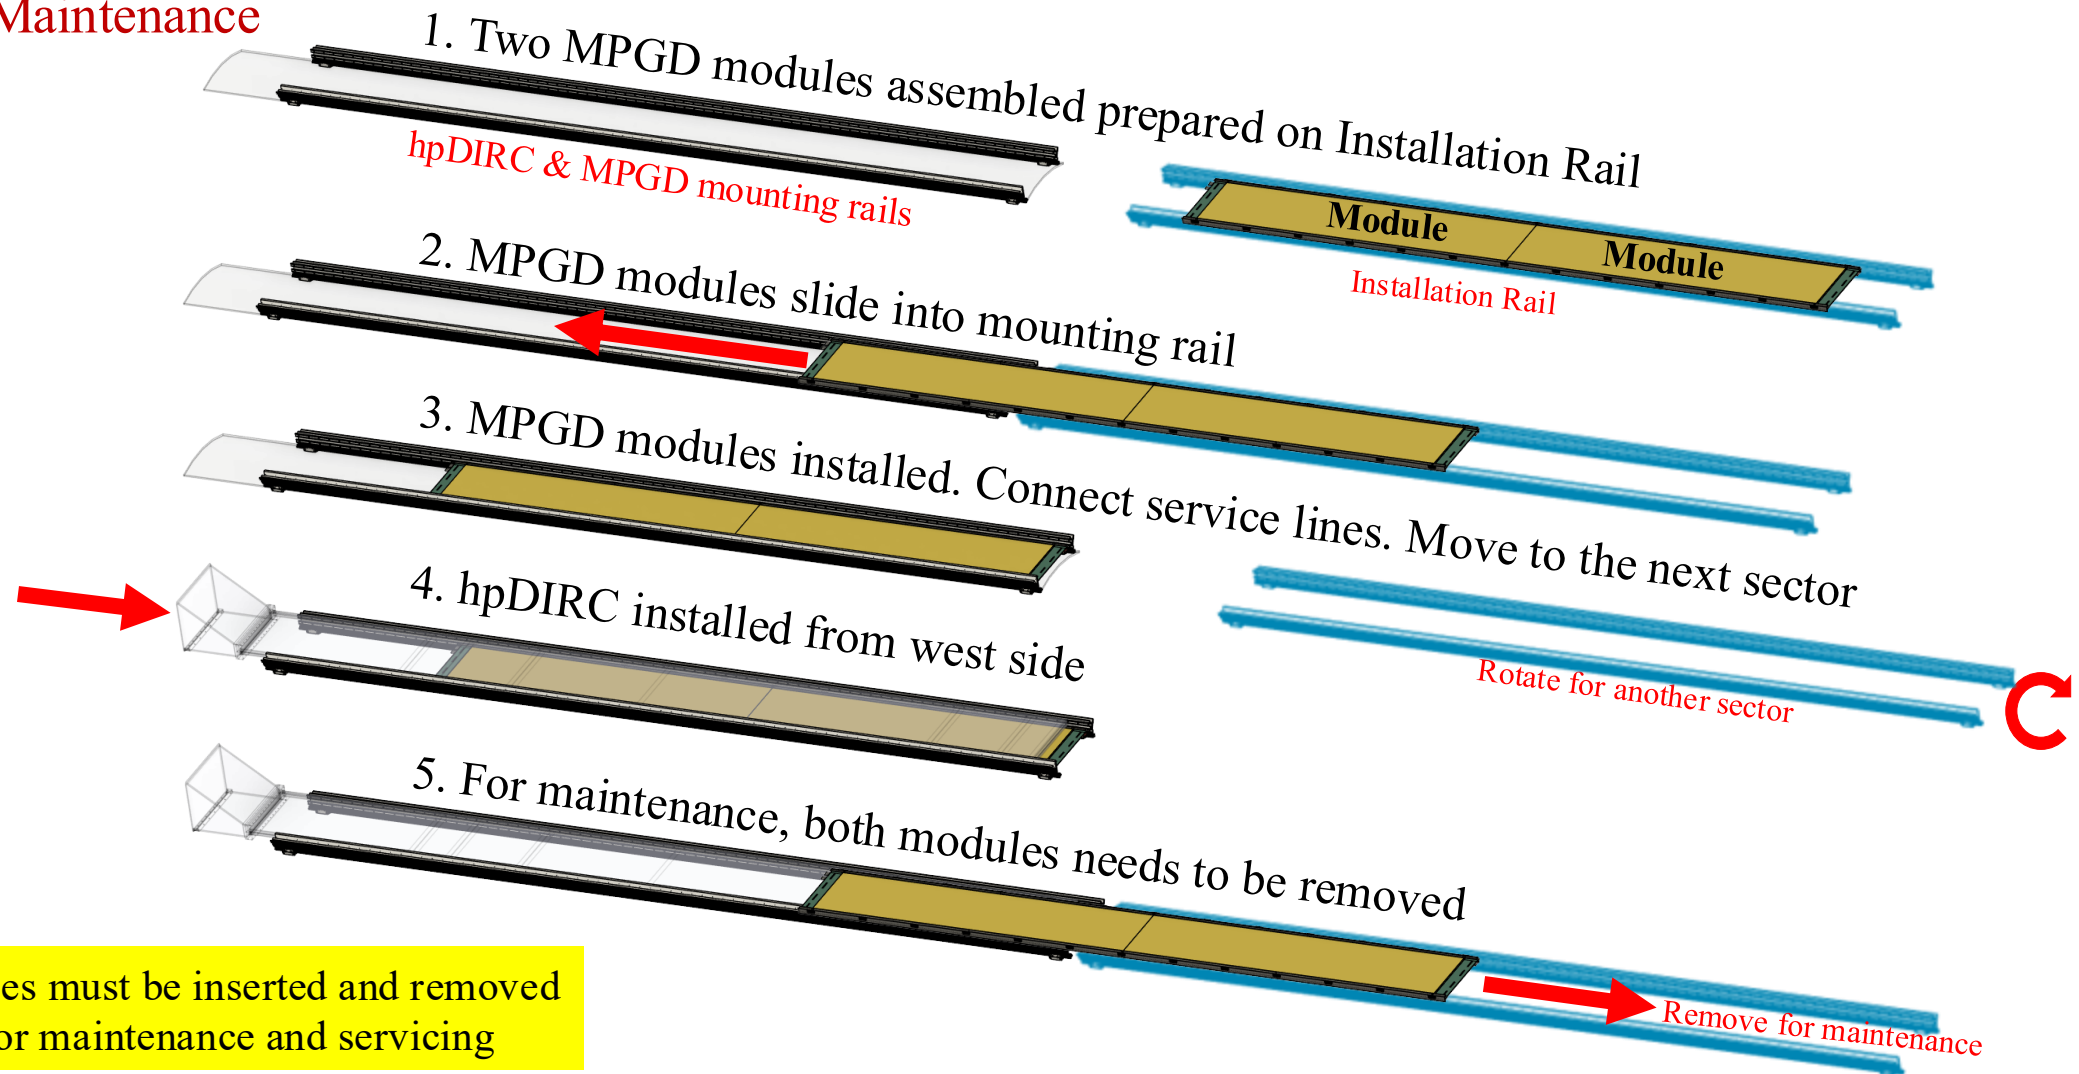 Maintenance
1. Two MPGD modules assembled prepared on Installation Rail
hpDIRC & MPGD mounting rails
Module
Module
Installation Rail
2. MPGD modules slide into mounting rail
3. MPGD modules installed. Connect service lines. Move to the next sector
4. hpDIRC installed from west side
Rotate for another sector
5. For maintenance, both modules needs to be removed
Remove for maintenance
must be inserted and removed
maintenance and servicing